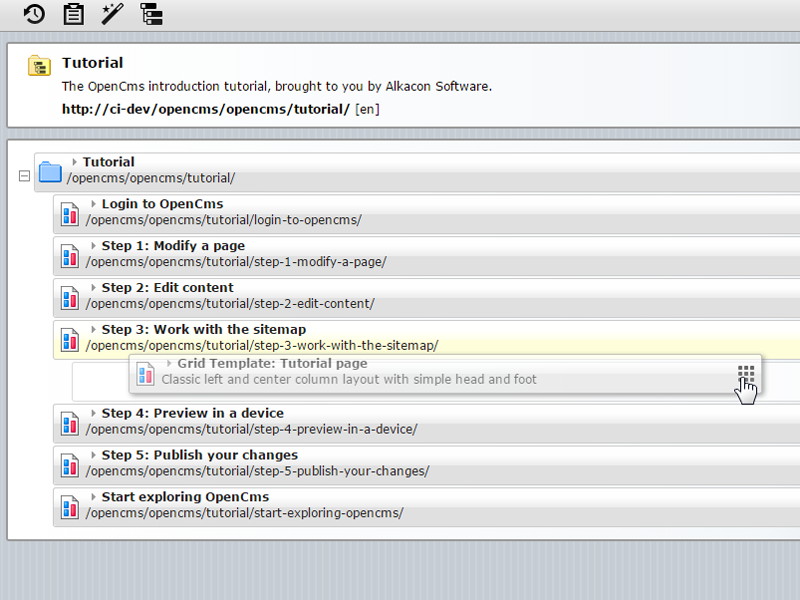 Tutorial
The OpenCms introduction tutorial, brought to you by Alkacon Software.
http://ci-dev/opencms/opencms/tutorial/ [en]
Tutorial
/opencms/opencms/tutorial/
Login to OpenCms
/opencms/opencms/tutorial/login-to-opencms/
Step 1: Modify a page
/opencms/opencms/tutorial/step-1-modify-a-page/
Step 2: Edit content
/opencms/opencms/tutorial/step-2-edit-content/
Step 3: Work with the sitemap
/opencms/opencms/tutorial/step-3-work-with-the-sitemap/
Grid Template: Tutorial page
Classic left and center column layout with simple head and foot
Step 4: Preview in a device
/opencms/opencms/tutorial/step-4-preview-in-a-device/
Step 5: Publish your changes
/opencms/opencms/tutorial/step-5-publish-your-changes/
Start exploring OpenCms
/opencms/opencms/tutorial/start-exploring-opencms/